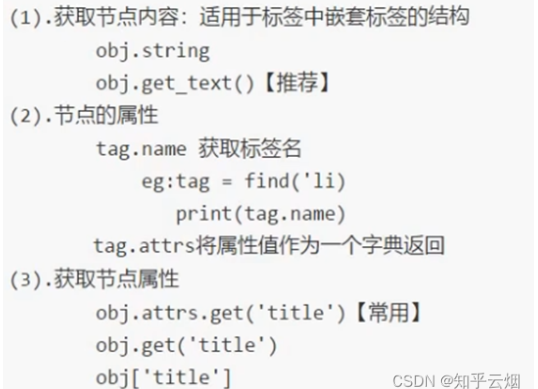 (1).获取节点内容：适用于标签中嵌套标签的结构
obj.string
obj.get_text()【推荐】
(2).节点的属性
tag.name 获取标签名
eg:tag = find('li)
print(tag.name)
tag.attrs将属性值作为一个字典返回
(3).获取节点属性
obj.attrs.get('title')【常用】
obj.get('title')
obj['title']
CSDN @知乎云烟